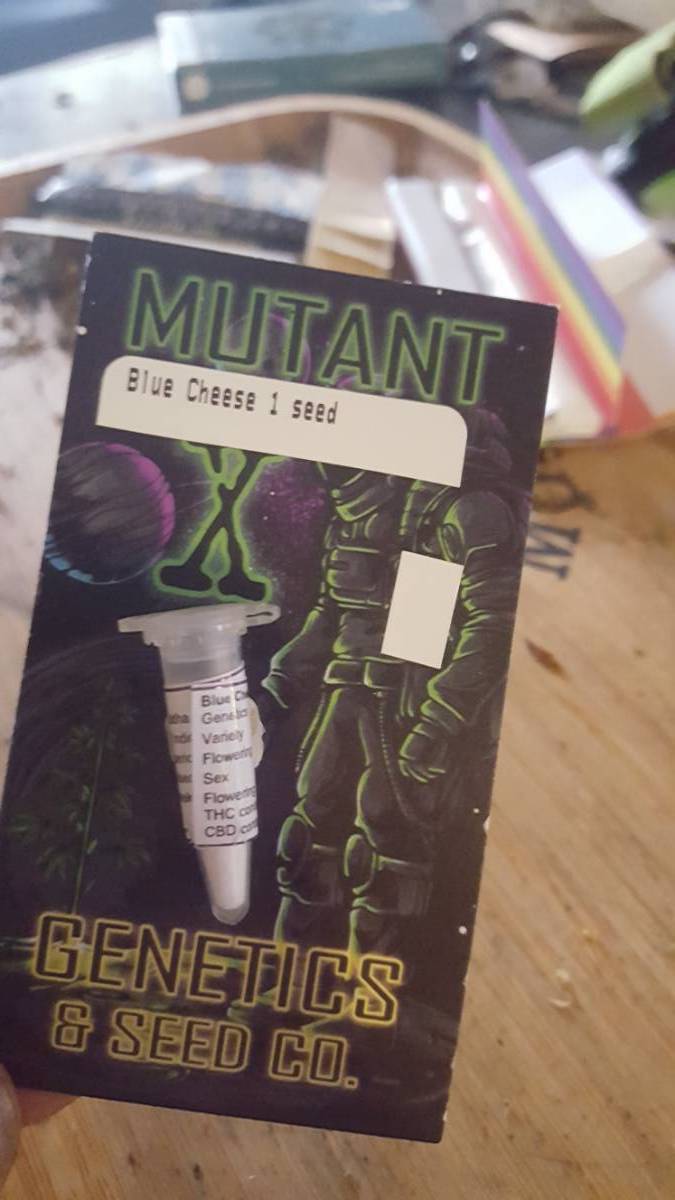 MUTANT
Blue Cheese 1 seed
X
Blue
Genetics
Variety
Flowering
Sex
Flowering
THC
CBD
GENETICS
& SEED CO.